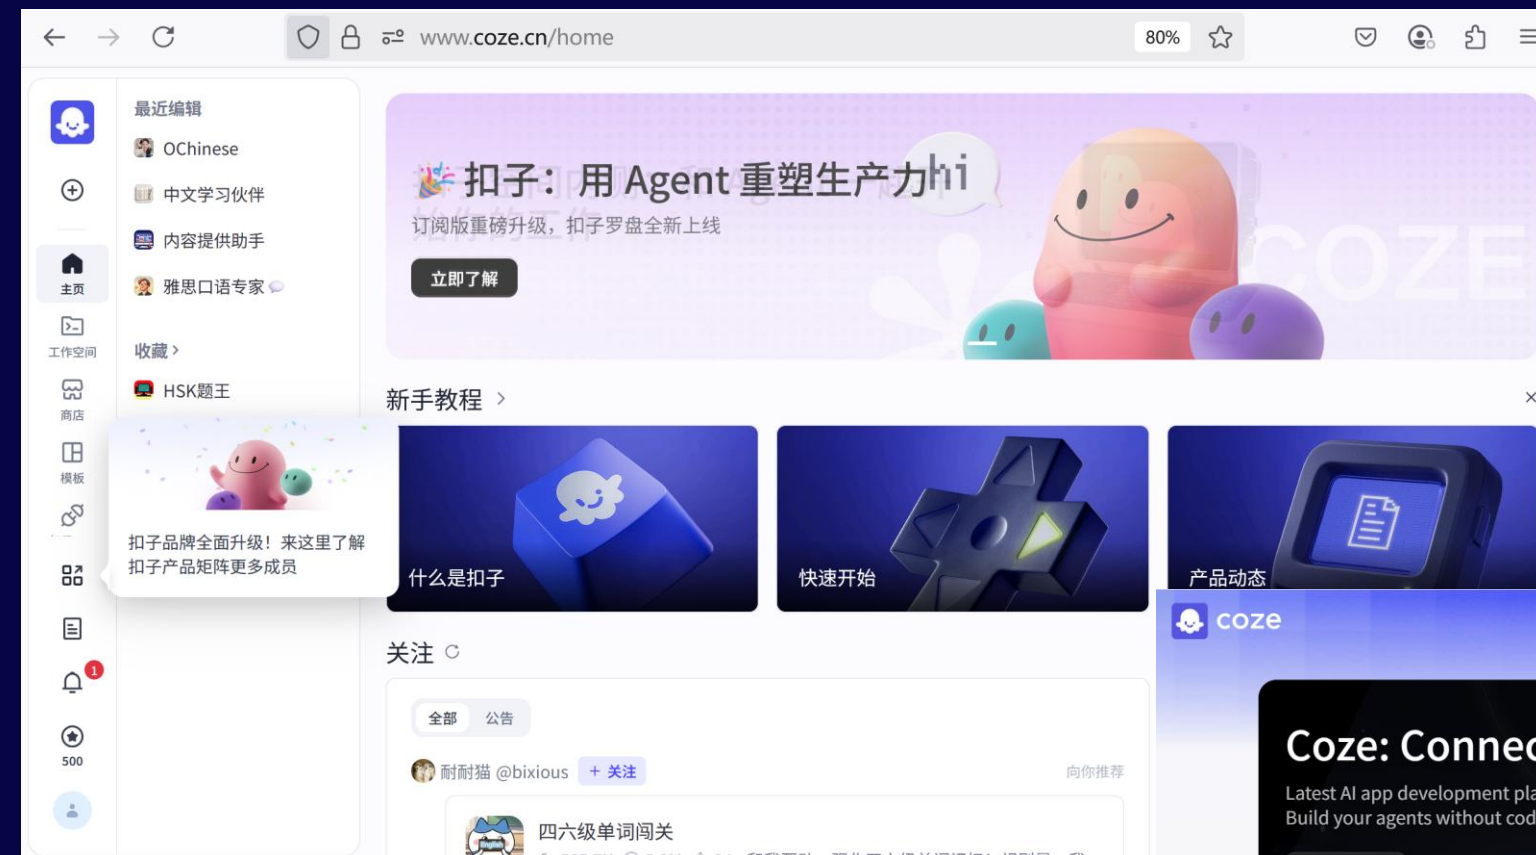 www.coze.cn/home
80%
最近编辑
OChinese
中文学习伙伴
内容提供助手
雅思口语专家
收藏 >
HSK题王
主页
工作空间
商店
模板
500
1
扣子品牌全面升级！来这里了解
扣子产品矩阵更多成员
扣子：用 Agent 重塑生产力
hi
订阅版重磅升级，扣子罗盘全新上线
立即了解
COZE
新手教程 >
什么是扣子
快速开始
产品动态
关注
全部 公告
耐耐猫 @bixious + 关注 向你推荐
English
四六级单词闯关
coze
Coze: Connec
Latest AI app development pla
Build your agents without cod